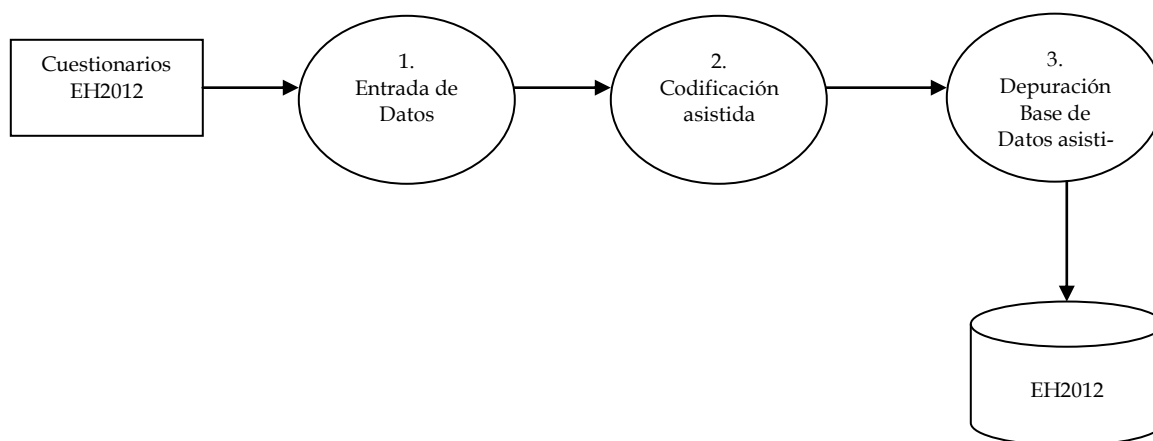 Cuestionarios
EH2012
1.
Entrada de
Datos
2.
Codificación
asistida
3.
Depuración
Base de
Datos asisti-
EH2012